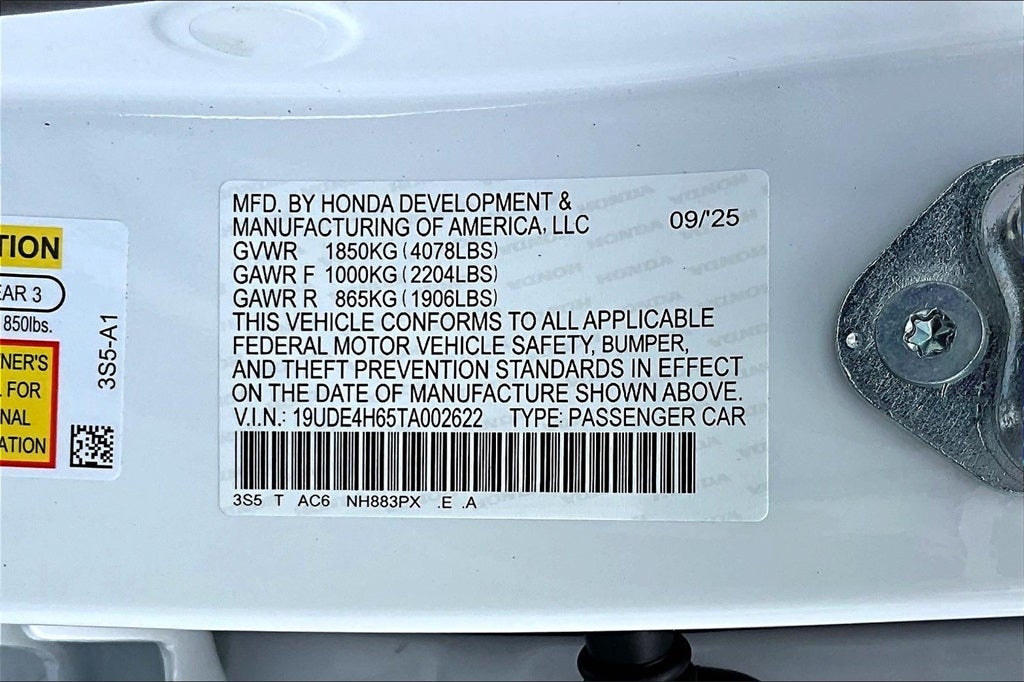 MFD. BY HONDA DEVELOPMENT &
MANUFACTURING OF AMERICA, LLC 09/'25
GVWR 1850KG (4078LBS)
GAWR F 1000KG (2204LBS)
GAWR R 865KG (1906LBS)
THIS VEHICLE CONFORMS TO ALL APPLICABLE
FEDERAL MOTOR VEHICLE SAFETY, BUMPER,
AND THEFT PREVENTION STANDARDS IN EFFECT
ON THE DATE OF MANUFACTURE SHOWN ABOVE.
V.I.N.: 19UDE4H65TA002622 TYPE: PASSENGER CAR
3S5 T AC6 NH883PX .E .A
TION
EAR 3
850lbs.
NER'S
FOR
NAL
ATION
3S5-A1